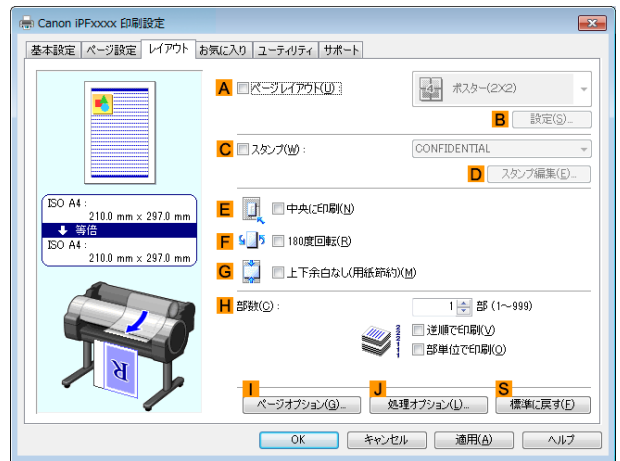 Canon iPFxxxx 印刷設定
基本設定 ページ設定 レイアウト お気に入り ユーティリティ サポート
A ページレイアウト(U) : ポスター(2×2)
B 設定(S)...
C スタンプ(W) : CONFIDENTIAL
D スタンプ編集(E)...
ISO A4 :
210.0 mm x 297.0 mm
等倍
ISO A4 :
210.0 mm x 297.0 mm
E 中央に印刷(N)
F 180度回転(R)
G 上下余白なし(用紙節約)(M)
H 部数(C) : 1 部 (1～999)
逆順で印刷(V)
部単位で印刷(O)
I J S
ページオプション(G)... 処理オプション(L)... 標準に戻す(F)
OK キャンセル 適用(A) ヘルプ